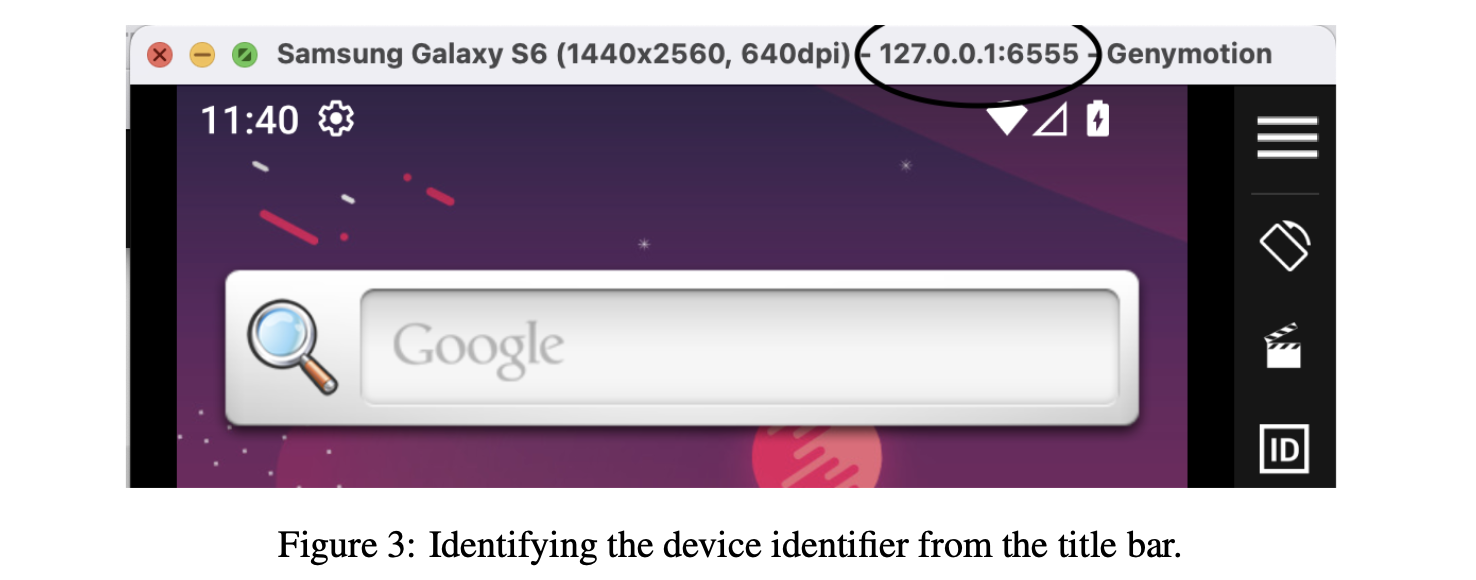 Samsung Galaxy S6 (1440x2560, 640dpi) - 127.0.0.1:6555 - Genymotion
11:40
Google
ID
Figure 3: Identifying the device identifier from the title bar.